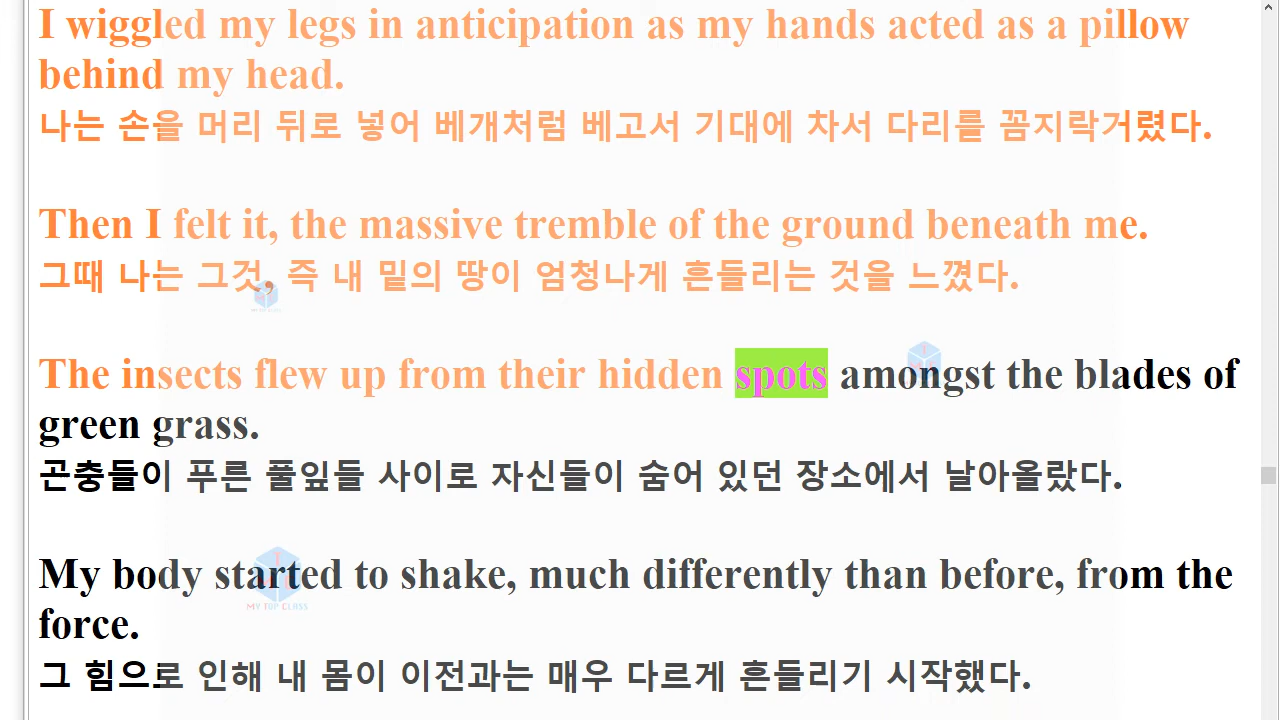 I wiggled my legs in anticipation as my hands acted as a pillow
behind my head.
나는 손을 머리 뒤로 넣어 베개처럼 베고서 기대에 차서 다리를 꼼지락거렸다.
Then I felt it, the massive tremble of the ground beneath me.
그때 나는 그것, 즉 내 밑의 땅이 엄청나게 흔들리는 것을 느꼈다.
The insects flew up from their hidden spots amongst the blades of
green grass.
곤충들이 푸른 풀잎들 사이로 자신들이 숨어 있던 장소에서 날아올랐다.
My body started to shake, much differently than before, from the
force.
MY TOP CLASS
그 힘으로 인해 내 몸이 이전과는 매우 다르게 흔들리기 시작했다.